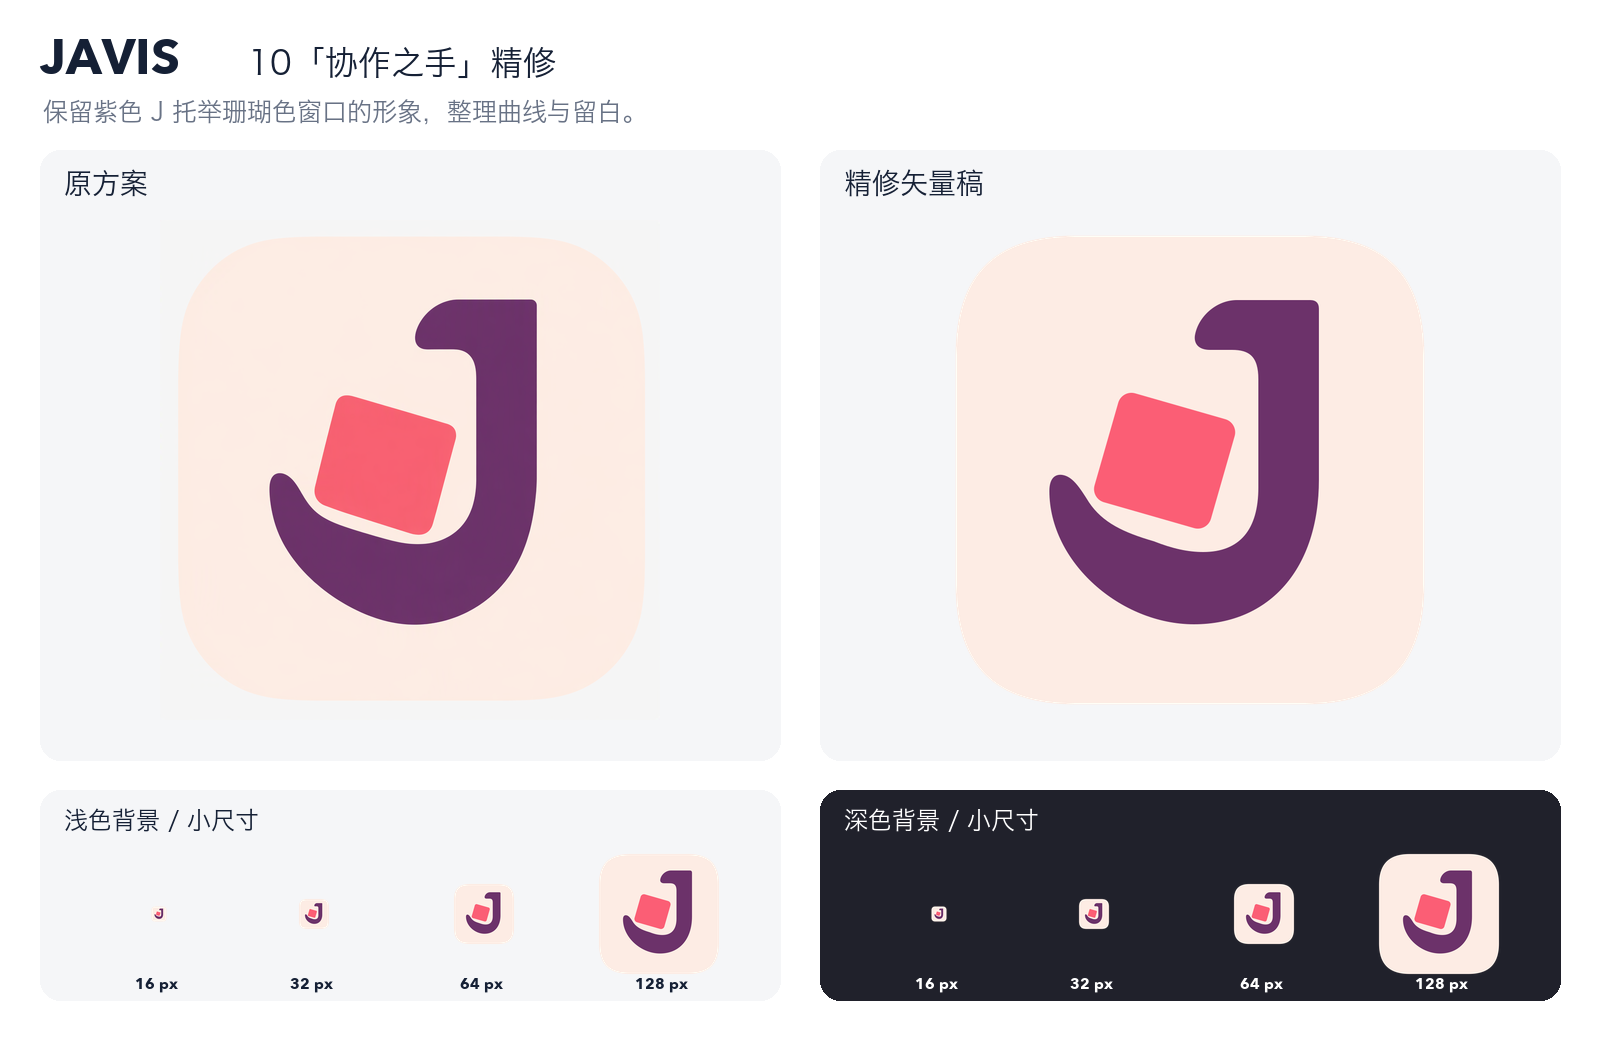 JAVIS 10「协作之手」精修
保留紫色 J 托举珊瑚色窗口的形象，整理曲线与留白。
原方案
精修矢量稿
浅色背景 / 小尺寸
16 px 32 px 64 px 128 px
深色背景 / 小尺寸
16 px 32 px 64 px 128 px